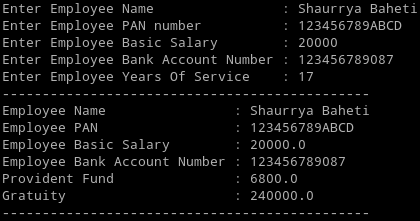 Enter Employee Name                : Shaurrya Baheti
Enter Employee PAN number          : 123456789ABCD
Enter Employee Basic Salary        : 20000
Enter Employee Bank Account Number : 123456789087
Enter Employee Years Of Service    : 17
----------------------------------------------
Employee Name                : Shaurrya Baheti
Employee PAN                 : 123456789ABCD
Employee Basic Salary        : 20000.0
Employee Bank Account Number : 123456789087
Provident Fund               : 6800.0
Gratuity                     : 240000.0
----------------------------------------------